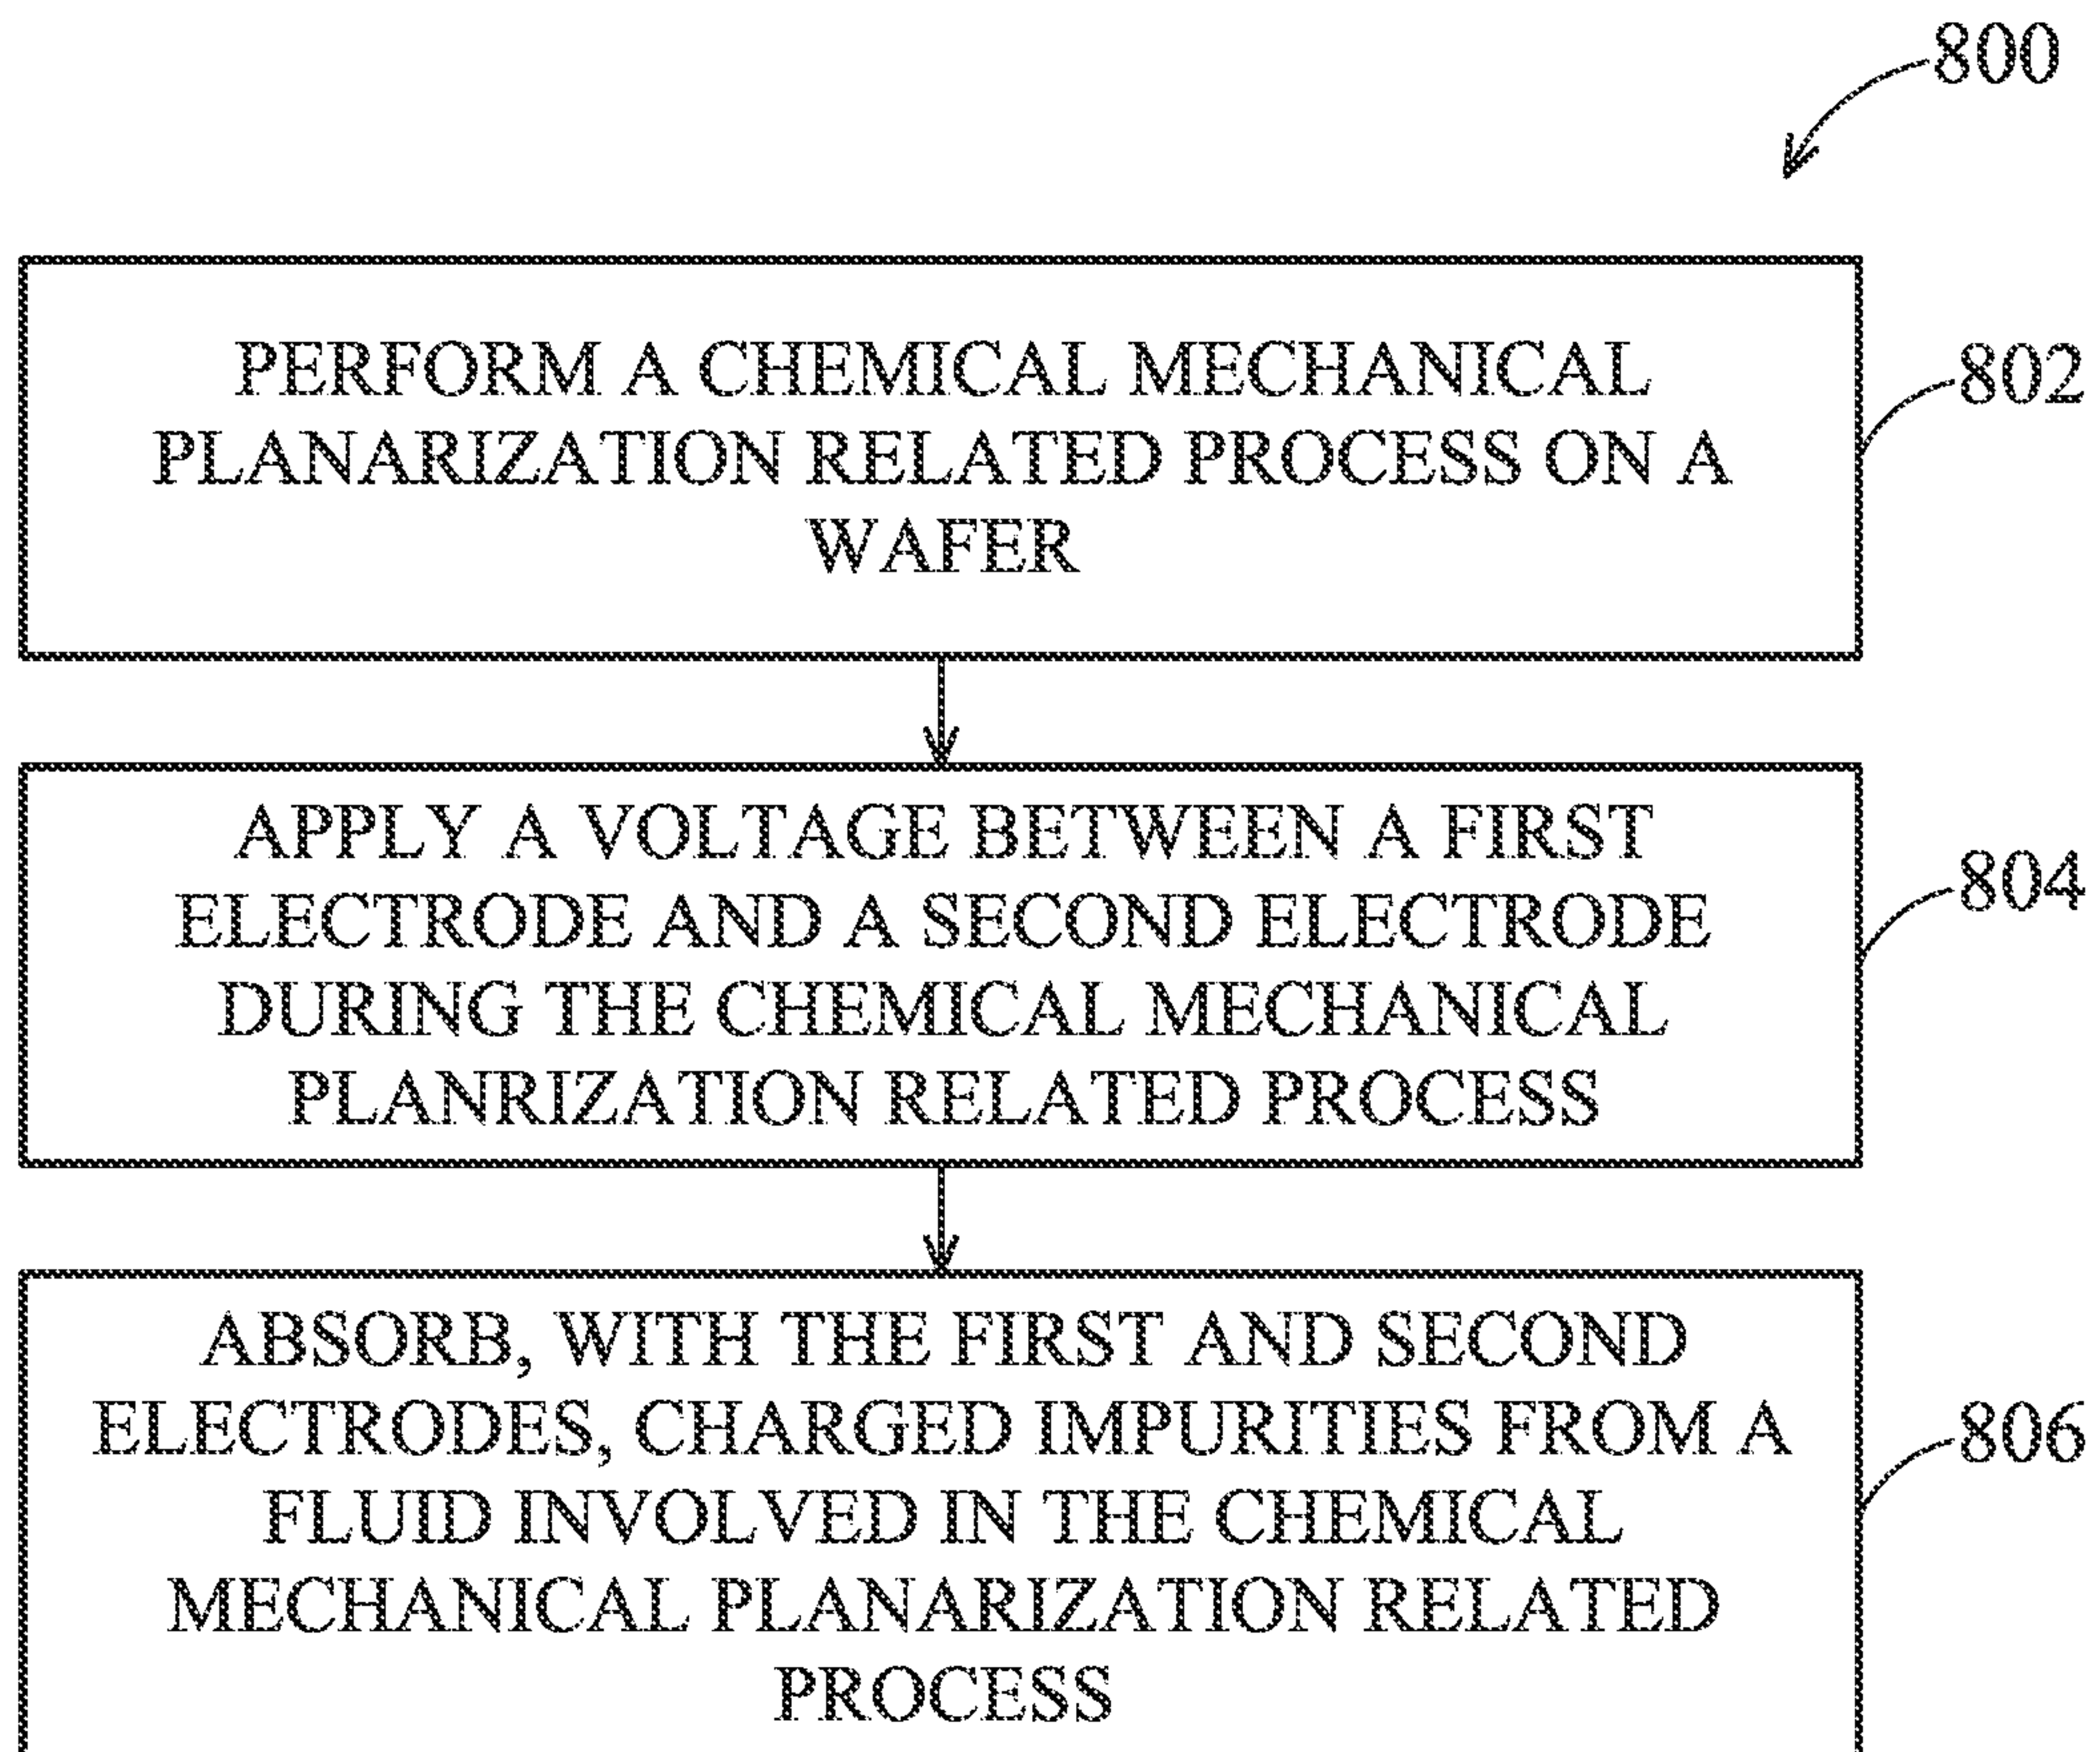 800
PERFORM A CHEMICAL MECHANICAL
PLANARIZATION RELATED PROCESS ON A
WAFER
802
APPLY A VOLTAGE BETWEEN A FIRST
ELECTRODE AND A SECOND ELECTRODE
DURING THE CHEMICAL MECHANICAL
PLANRIZATION RELATED PROCESS
804
ABSORB, WITH THE FIRST AND SECOND
ELECTRODES, CHARGED IMPURITIES FROM A
FLUID INVOLVED IN THE CHEMICAL
MECHANICAL PLANARIZATION RELATED
PROCESS
806